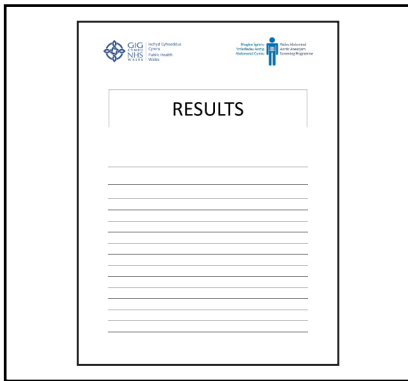 GIG
CYMRU
NHS
WALES
Iechyd Cyhoeddus
Cymru
Public Health
Wales
Rhaglen Sgrinio
Ymlediadau Aortig
Abdomenol Cymru
Wales Abdominal
Aortic Aneurysm
Screening Programme
RESULTS